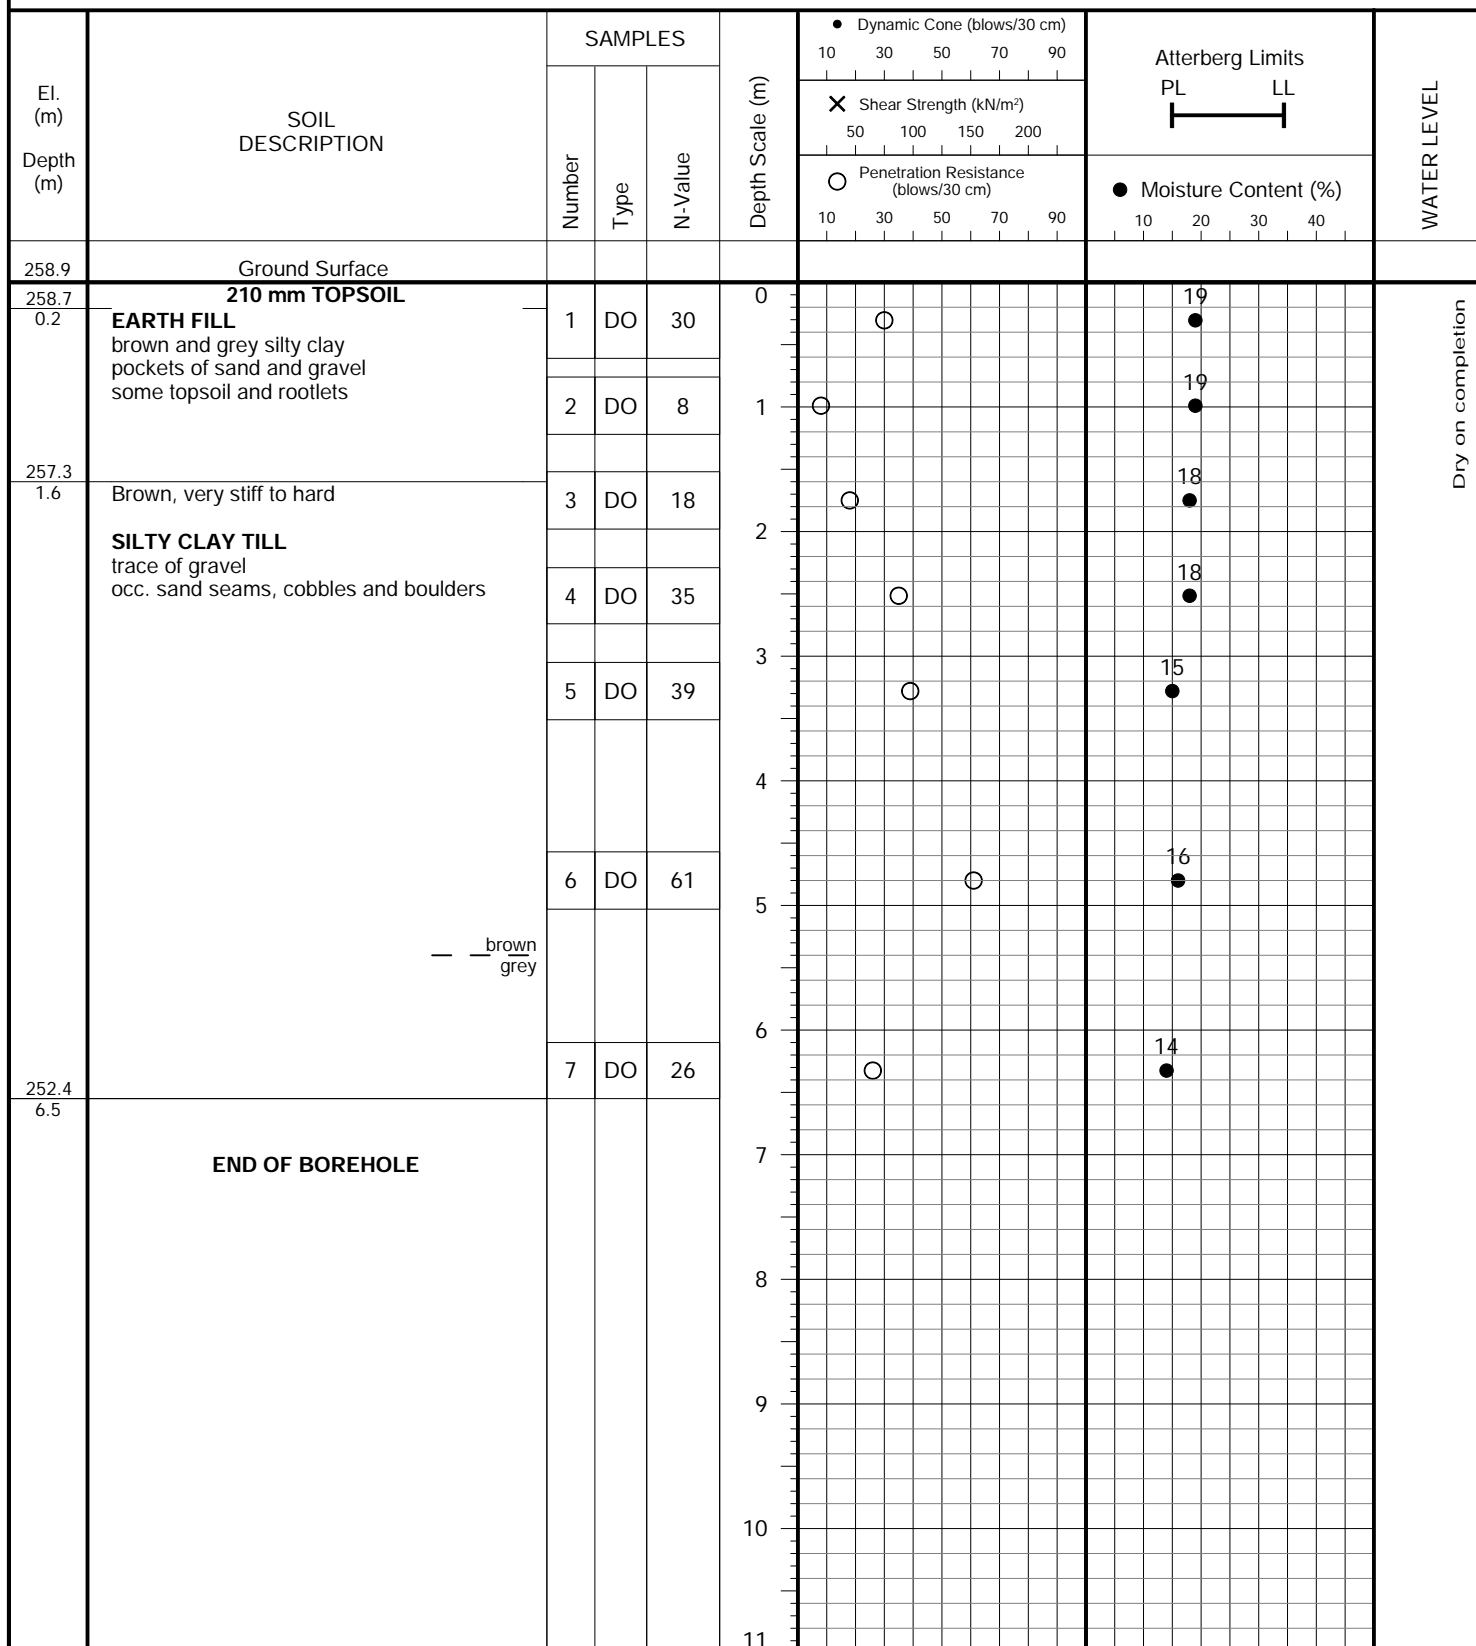 El.
(m)
Depth
(m)
SOIL
DESCRIPTION
SAMPLES
Number
Type
N-Value
Depth Scale (m)
Dynamic Cone (blows/30 cm)
10 30 50 70 90
Shear Strength (kN/m²)
50 100 150 200
Penetration Resistance
(blows/30 cm)
10 30 50 70 90
Atterberg Limits
PL LL
Moisture Content (%)
10 20 30 40
WATER LEVEL
258.9 Ground Surface
258.7 210 mm TOPSOIL 0
0.2 EARTH FILL 1 DO 30 19
brown and grey silty clay
pockets of sand and gravel
some topsoil and rootlets
2 DO 8 1 19
Dry on completion
257.3
1.6 Brown, very stiff to hard 3 DO 18 18
2
SILTY CLAY TILL
trace of gravel
occ. sand seams, cobbles and boulders
4 DO 35 18
3
5 DO 39 15
4
6 DO 61 16
5
brown
grey
6
7 DO 26 14
252.4
6.5
END OF BOREHOLE 7
8
9
10
11